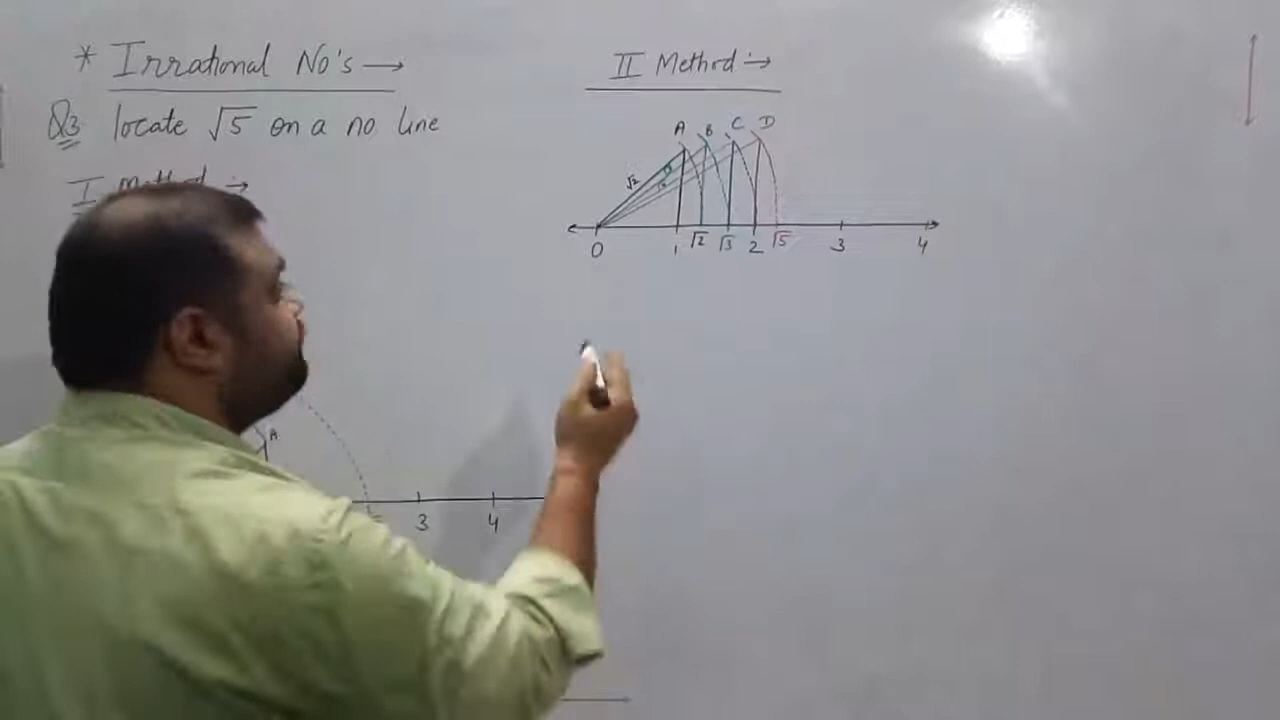 * Irrational No's →
Q3 locate √5 on a no line
I Method →
A
3 4
II Method :→
A B C D
√2
0 1 √2 √3 2 √5 3 4